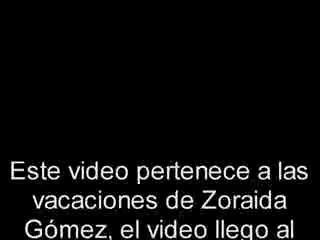 Este video pertenece a las
vacaciones de Zoraida
Gómez, el video llego al